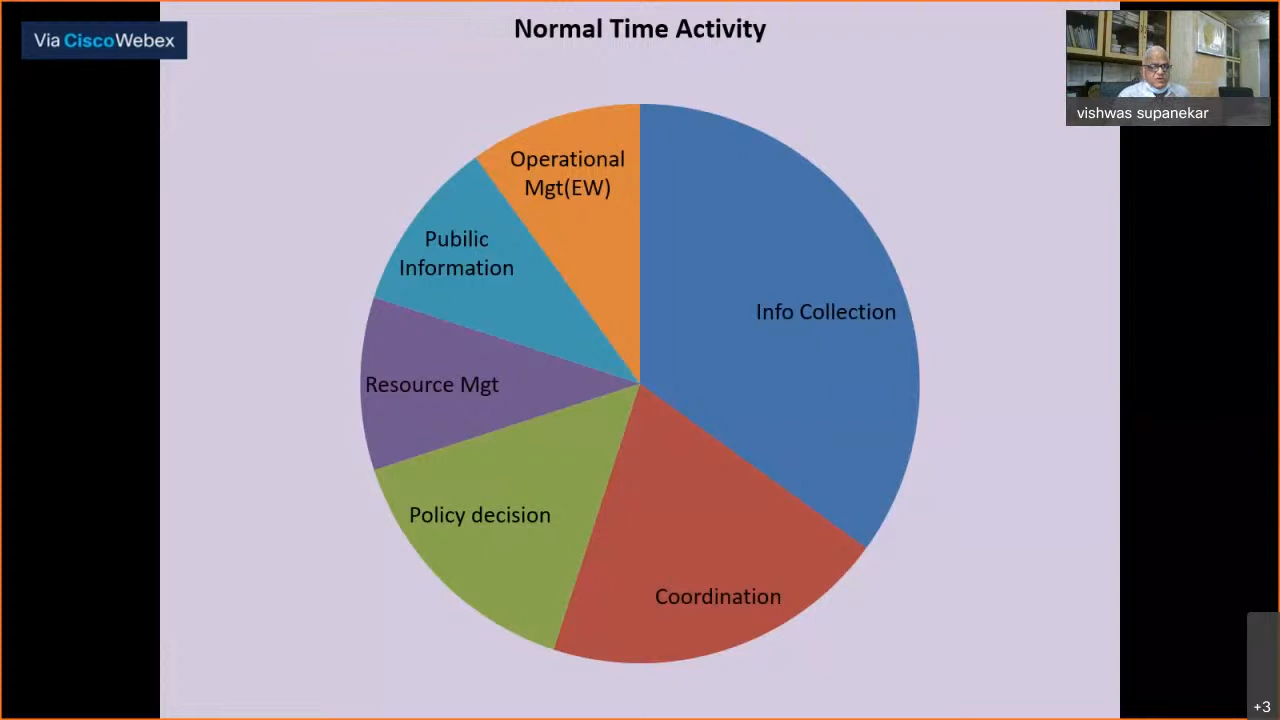 Via CiscoWebex
Normal Time Activity
vishwas supanekar
Operational
Mgt(EW)
Pubilic
Information
Info Collection
Resource Mgt
Policy decision
Coordination
+3